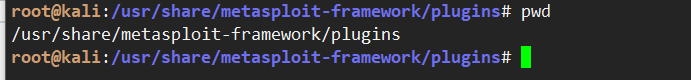 root@kali:/usr/share/metasploit-framework/plugins# pwd
/usr/share/metasploit-framework/plugins
root@kali:/usr/share/metasploit-framework/plugins#